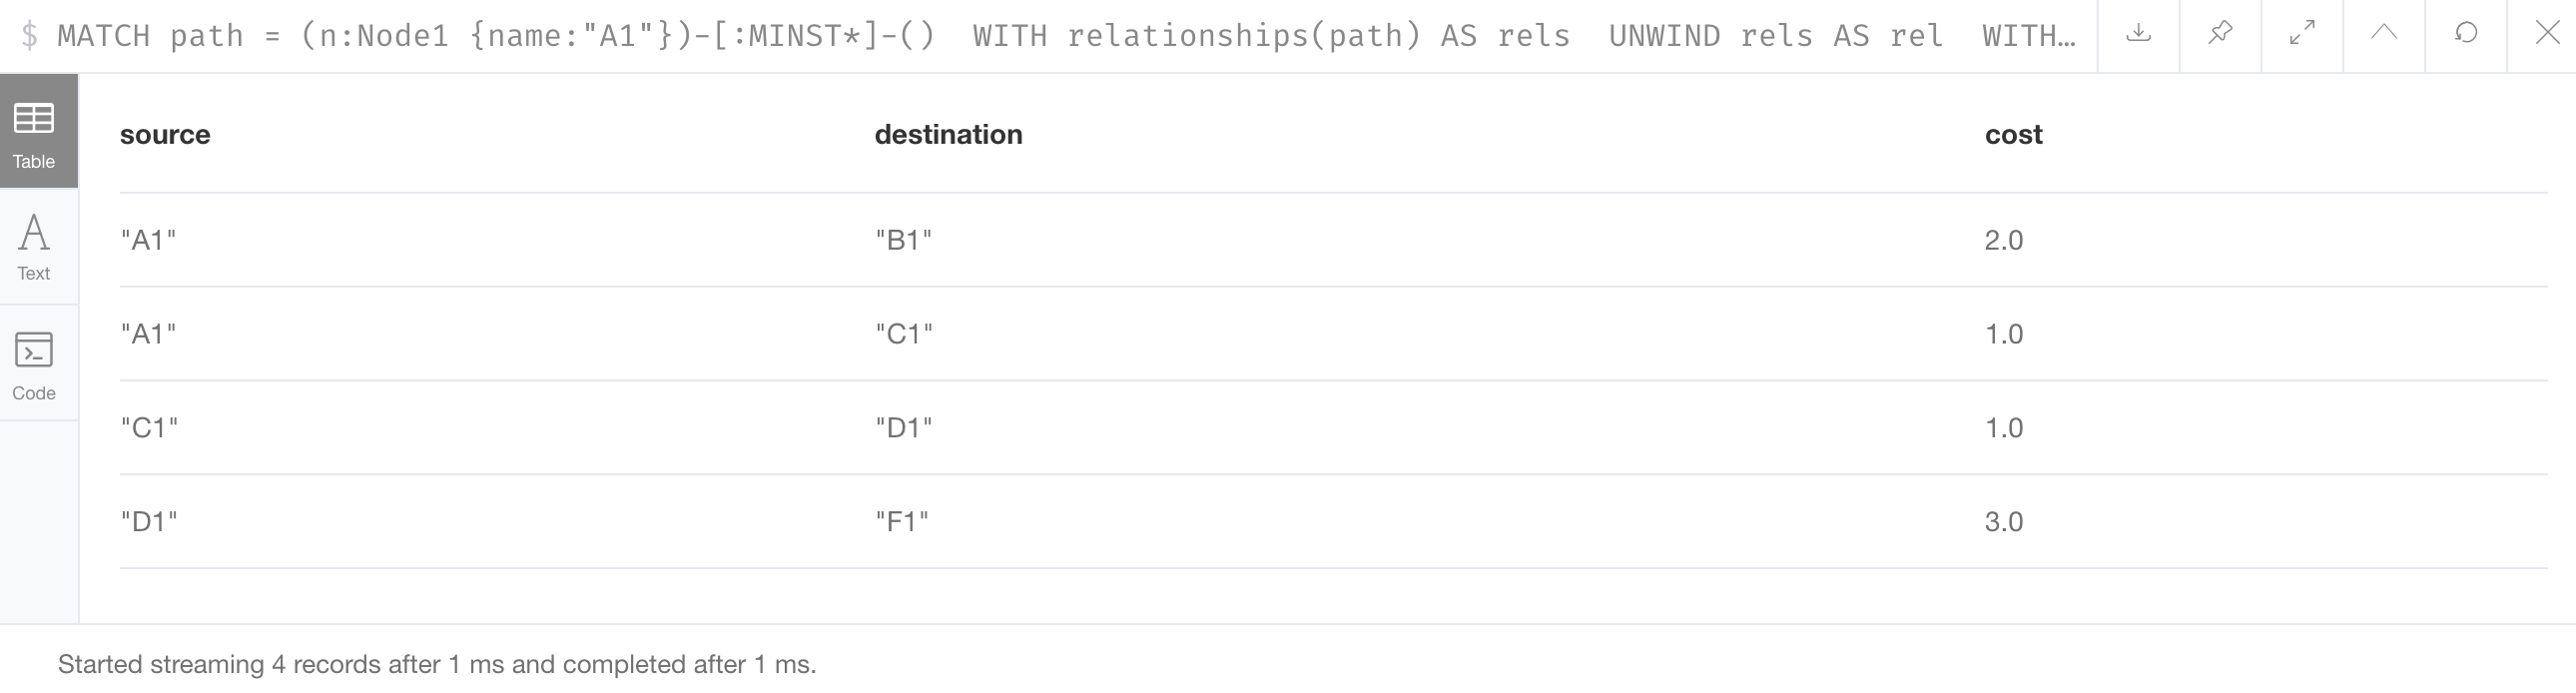 $ MATCH path = (n:Node1 {name:"A1"})-[:MINST*]-()  WITH relationships(path) AS rels  UNWIND rels AS rel  WITH…
Table
Text
Code
source destination cost
"A1" "B1" 2.0
"A1" "C1" 1.0
"C1" "D1" 1.0
"D1" "F1" 3.0
Started streaming 4 records after 1 ms and completed after 1 ms.